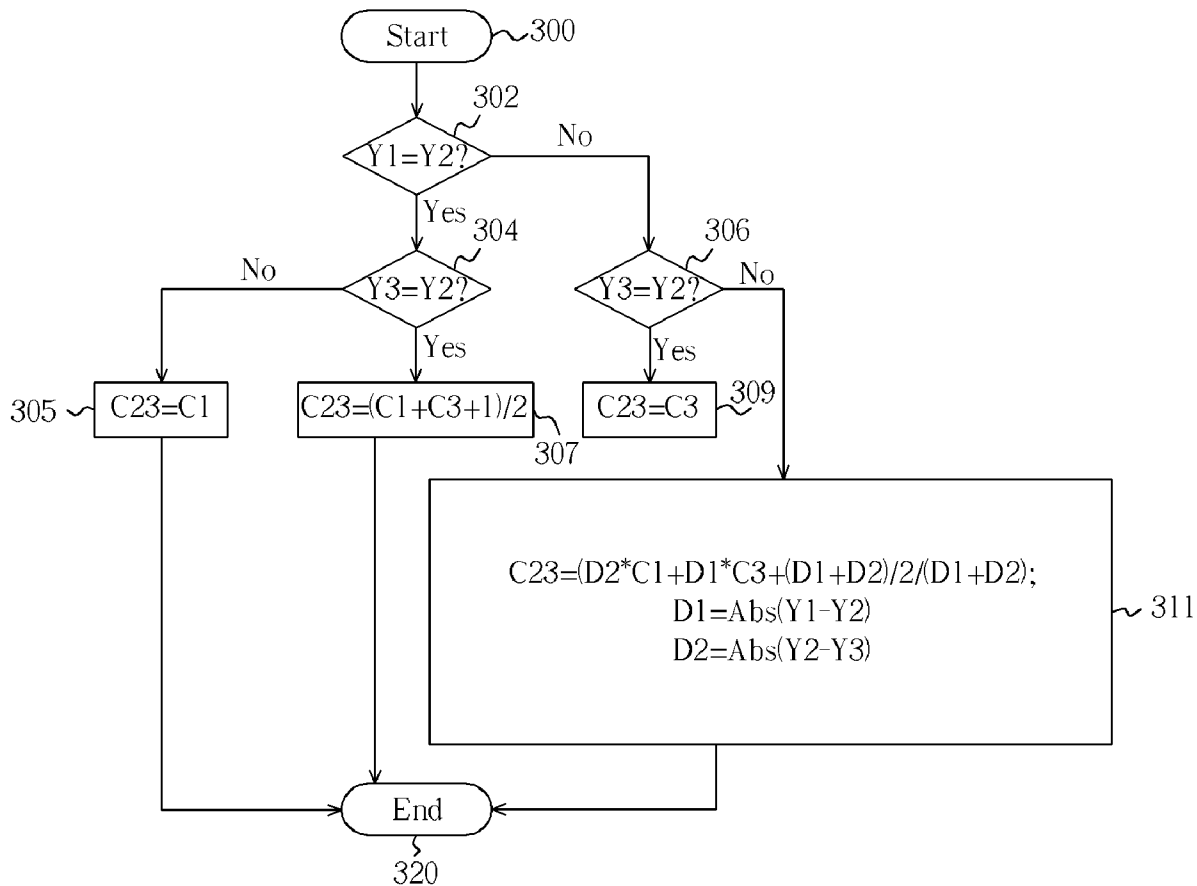 Start
300
302
Y1=Y2?
No
Yes
304
Y3=Y2?
No
Yes
306
Y3=Y2?
No
Yes
305
C23=C1
C23=(C1+C3+1)/2
307
C23=C3
309
C23=(D2*C1+D1*C3+(D1+D2)/2/(D1+D2);
D1=Abs(Y1-Y2)
D2=Abs(Y2-Y3)
311
End
320